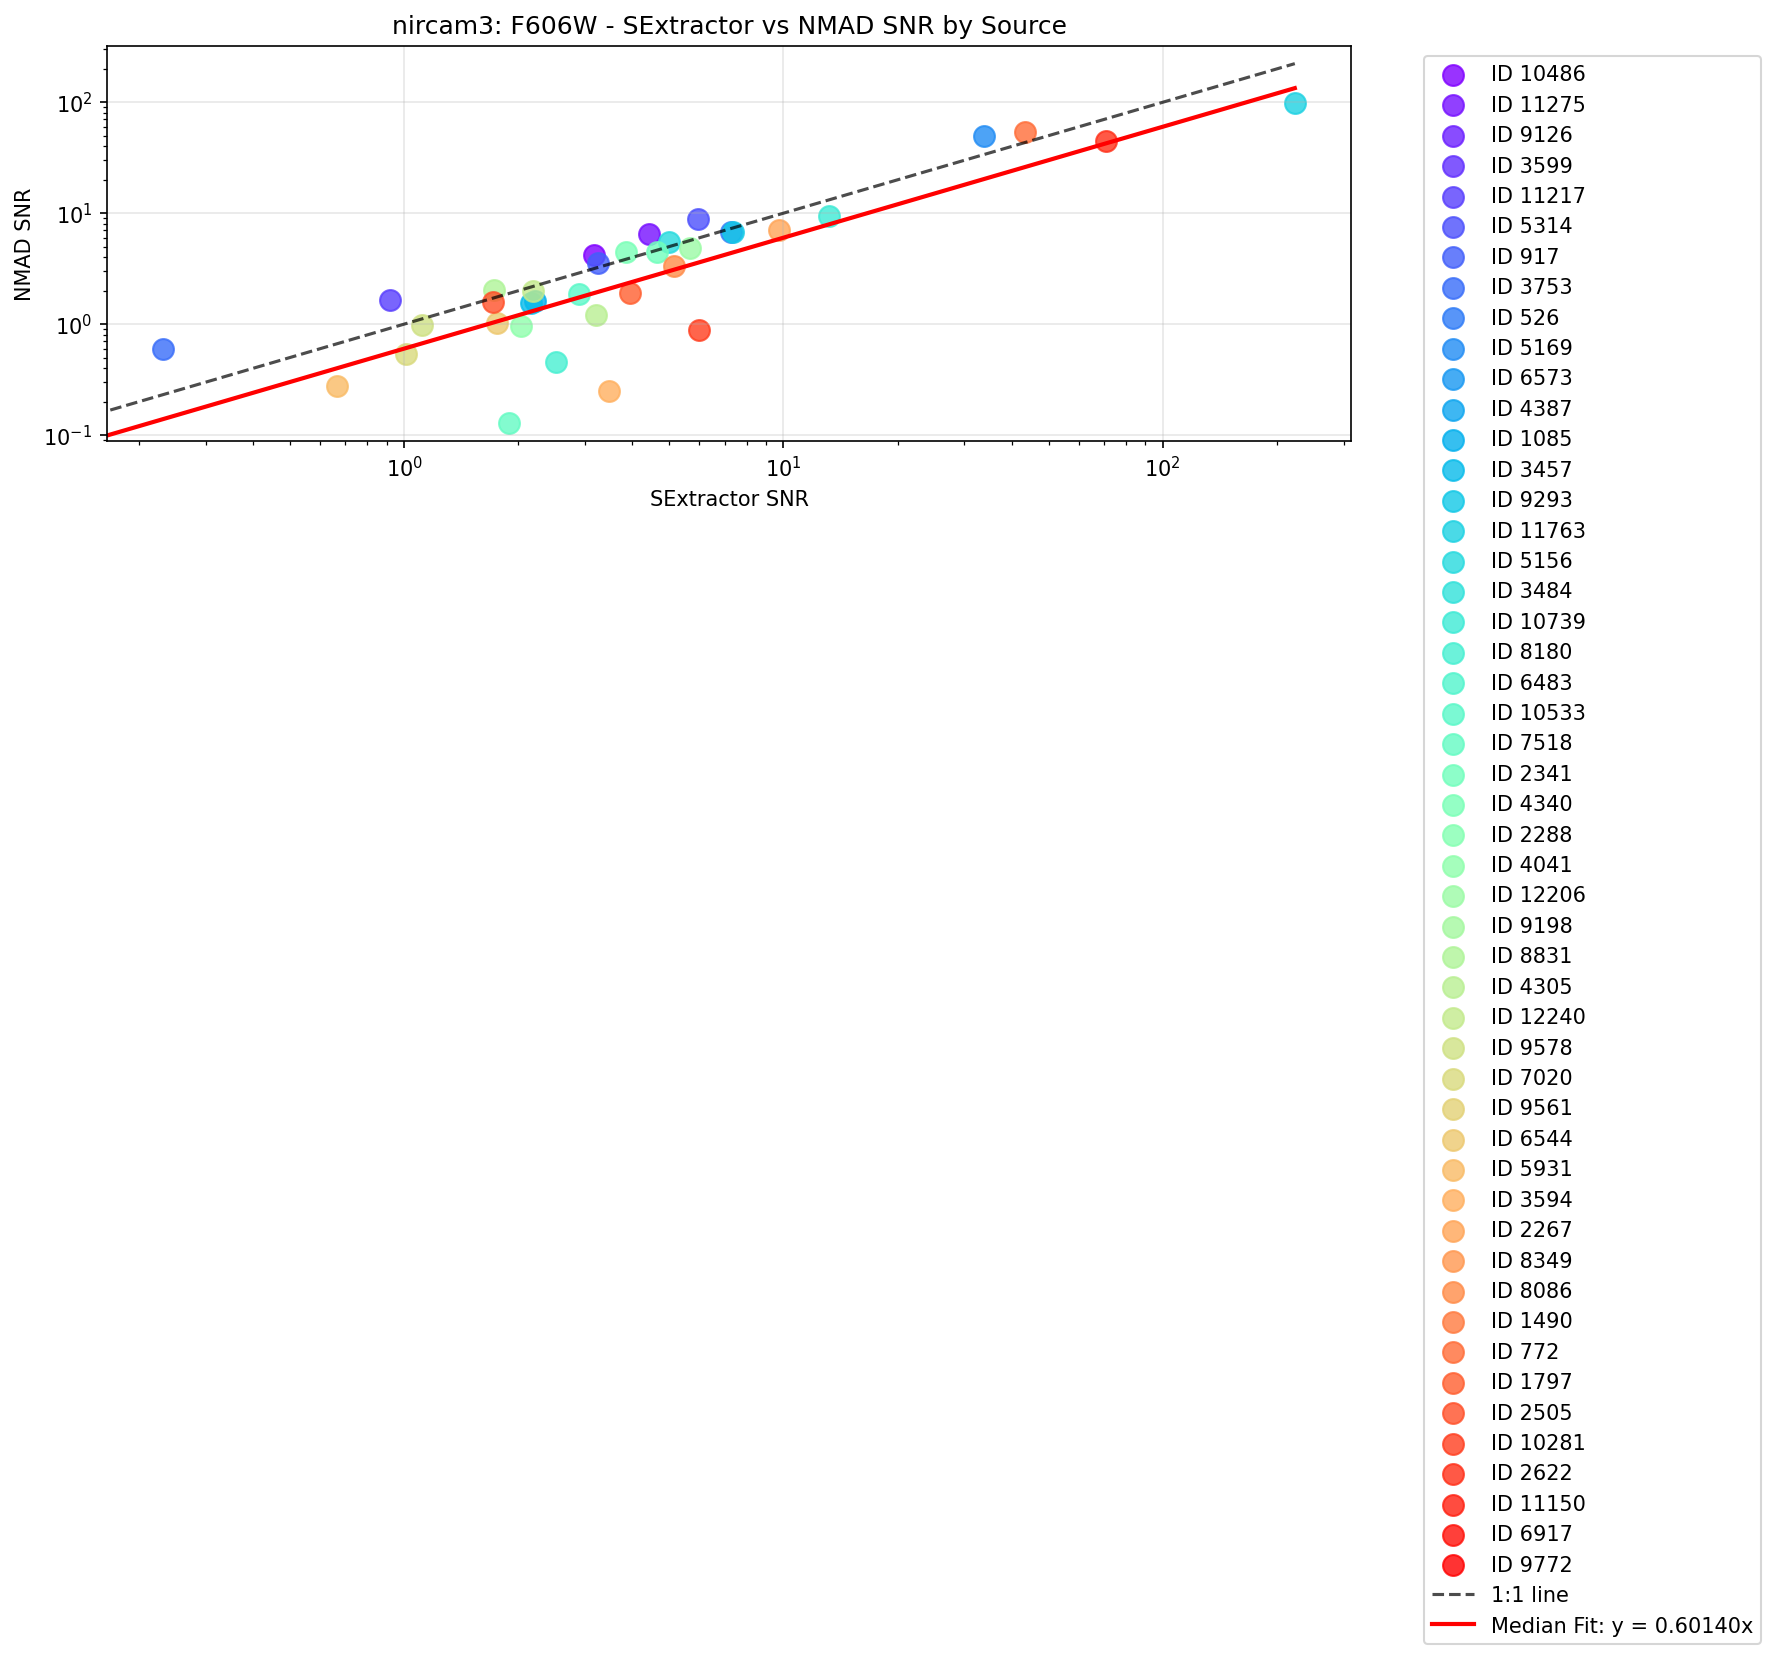 nircam3: F606W - SExtractor vs NMAD SNR by Source
NMAD SNR
10²
10¹
10⁰
10⁻¹
10⁰
10¹
10²
SExtractor SNR
ID 10486
ID 11275
ID 9126
ID 3599
ID 11217
ID 5314
ID 917
ID 3753
ID 526
ID 5169
ID 6573
ID 4387
ID 1085
ID 3457
ID 9293
ID 11763
ID 5156
ID 3484
ID 10739
ID 8180
ID 6483
ID 10533
ID 7518
ID 2341
ID 4340
ID 2288
ID 4041
ID 12206
ID 9198
ID 8831
ID 4305
ID 12240
ID 9578
ID 7020
ID 9561
ID 6544
ID 5931
ID 3594
ID 2267
ID 8349
ID 8086
ID 1490
ID 772
ID 1797
ID 2505
ID 10281
ID 2622
ID 11150
ID 6917
ID 9772
1:1 line
Median Fit: y = 0.60140x